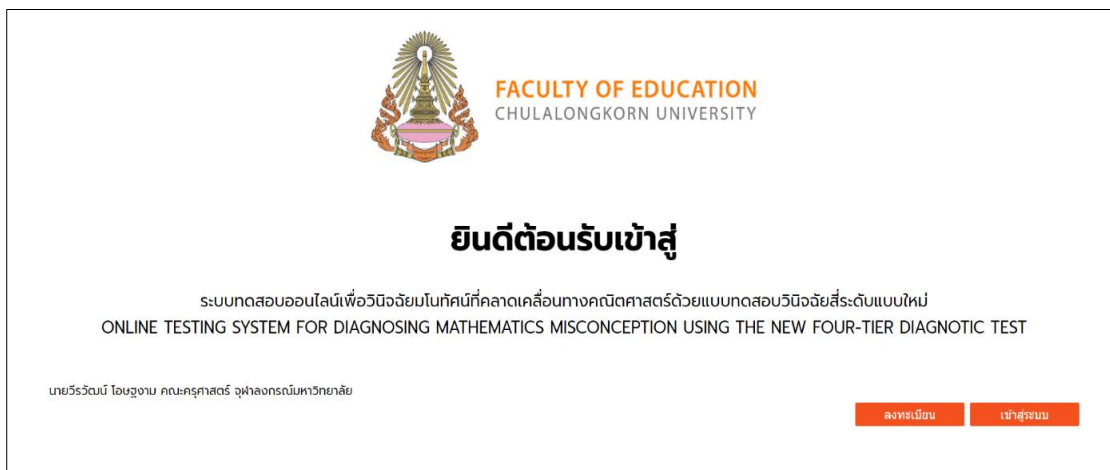 FACULTY OF EDUCATION
CHULALONGKORN UNIVERSITY
ยินดีต้อนรับเข้าสู่
ระบบทดสอบออนไลน์เพื่อวินิจฉัยมโนทัศน์ที่คลาดเคลื่อนทางคณิตศาสตร์ด้วยแบบทดสอบวินิจฉัยสี่ระดับแบบใหม่
ONLINE TESTING SYSTEM FOR DIAGNOSING MATHEMATICS MISCONCEPTION USING THE NEW FOUR-TIER DIAGNOTIC TEST
นายวีรวัฒน์ โอษฐงาม คณะครุศาสตร์ จุฬาลงกรณ์มหาวิทยาลัย
ลงทะเบียน เข้าสู่ระบบ